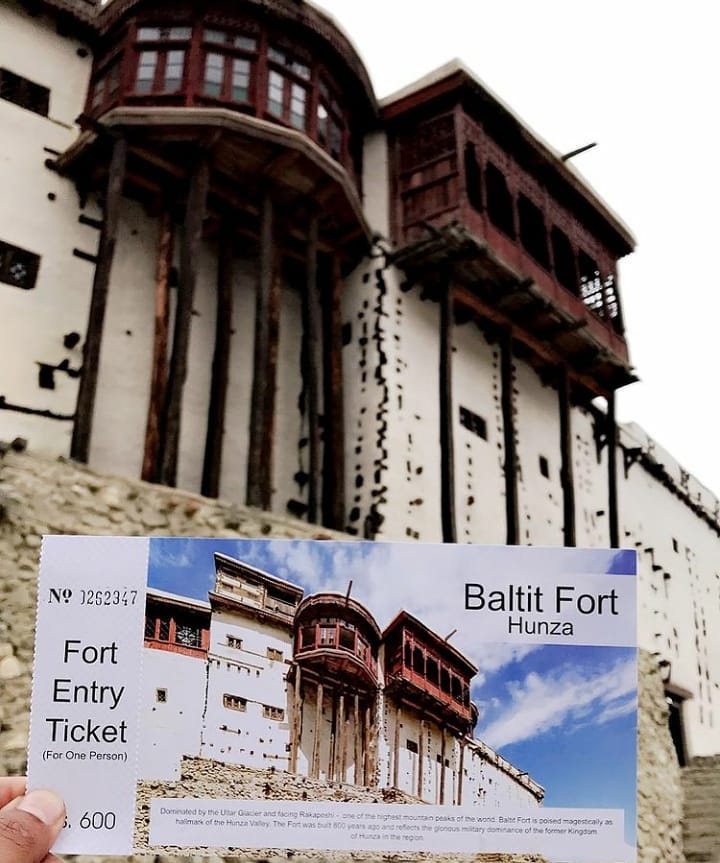 Nº 0262347
Fort
Entry
Ticket
(For One Person)
s. 600
Baltit Fort
Hunza
Dominated by the Ultar Glacier and facing Rakaposhi - one of the highest mountain peaks of the world. Baltit Fort is poised magestically as
hallmark of the Hunza Valley. The Fort was built 800 years ago and reflects the glorious military dominance of the former Kingdom
of Hunza in the region.